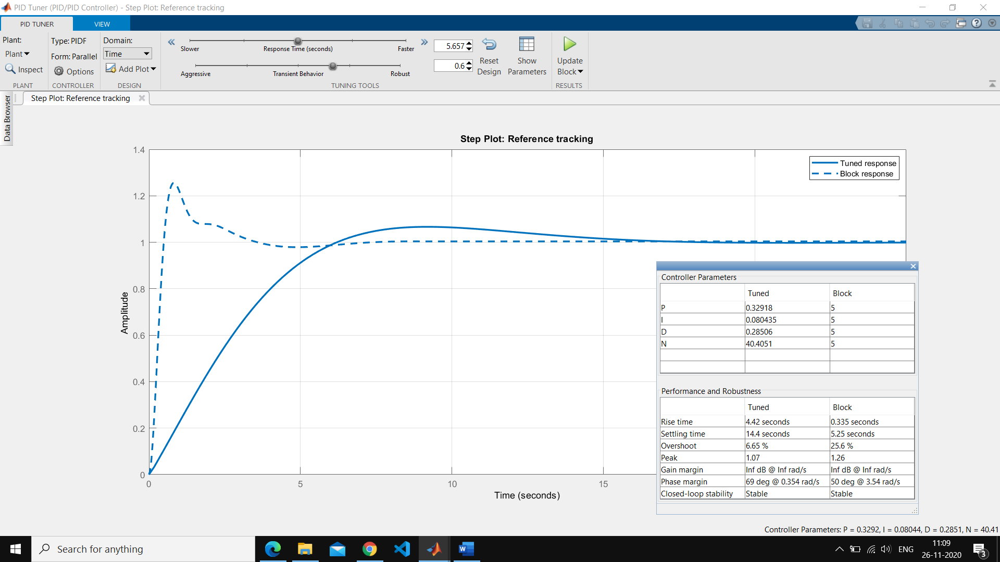 PID Tuner (PID/PID Controller) - Step Plot: Reference tracking
PID TUNER
VIEW
Plant:
Plant
Inspect
PLANT
Type: PIDF
Form: Parallel
Options
CONTROLLER
Domain:
Time
Add Plot
DESIGN
Slower
Response Time (seconds)
Faster
5.657
Aggressive
Transient Behavior
Robust
0.6
Reset
Design
Show
Parameters
TUNING TOOLS
Update
Block
RESULTS
Data Browser
Step Plot: Reference tracking
Step Plot: Reference tracking
Tuned response
Block response
1.4
1.2
1
0.8
0.6
0.4
0.2
0
Amplitude
0 5 10 15
Time (seconds)
Controller Parameters
Tuned Block
P 0.32918 5
I 0.080435 5
D 0.28506 5
N 40.4051 5
Performance and Robustness
Tuned Block
Rise time 4.42 seconds 0.335 seconds
Settling time 14.4 seconds 5.25 seconds
Overshoot 6.65 % 25.6 %
Peak 1.07 1.26
Gain margin Inf dB @ Inf rad/s Inf dB @ Inf rad/s
Phase margin 69 deg @ 0.354 rad/s 50 deg @ 3.54 rad/s
Closed-loop stability Stable Stable
Controller Parameters: P = 0.3292, I = 0.08044, D = 0.2851, N = 40.41
Search for anything
W
ENG
11:09
26-11-2020
3